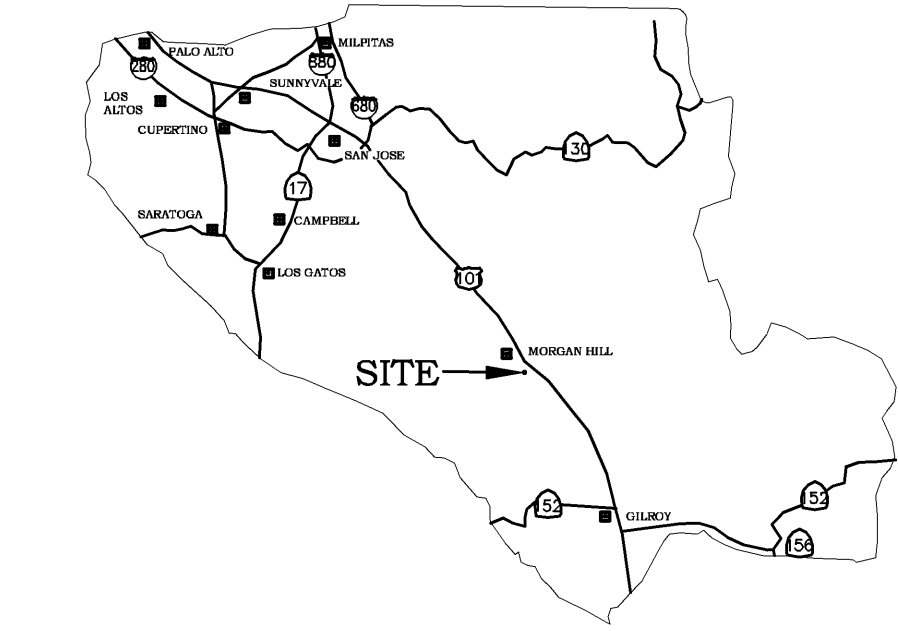 MILPITAS
PALO ALTO
280
880
SUNNYVALE
LOS
ALTOS
680
CUPERTINO
130
SAN JOSE
17
SARATOGA
CAMPBELL
LOS GATOS
101
MORGAN HILL
SITE
152
152
GILROY
156